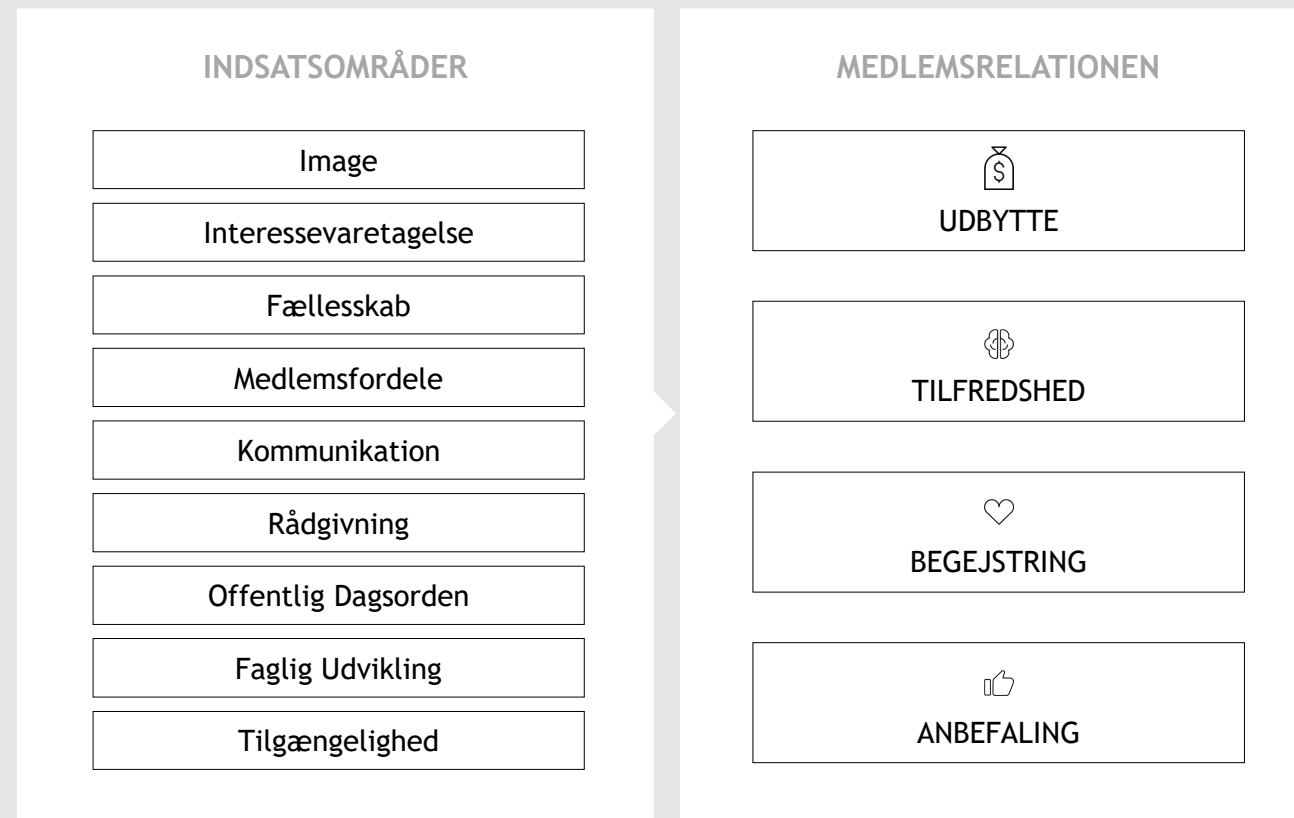 INDSATSOMRÅDER
Image
Interessevaretagelse
Fællesskab
Medlemsfordele
Kommunikation
Rådgivning
Offentlig Dagsorden
Faglig Udvikling
Tilgængelighed
MEDLEMSRELATIONEN
$
UDBYTTE
TILFREDSHED
BEGEJSTRING
ANBEFALING